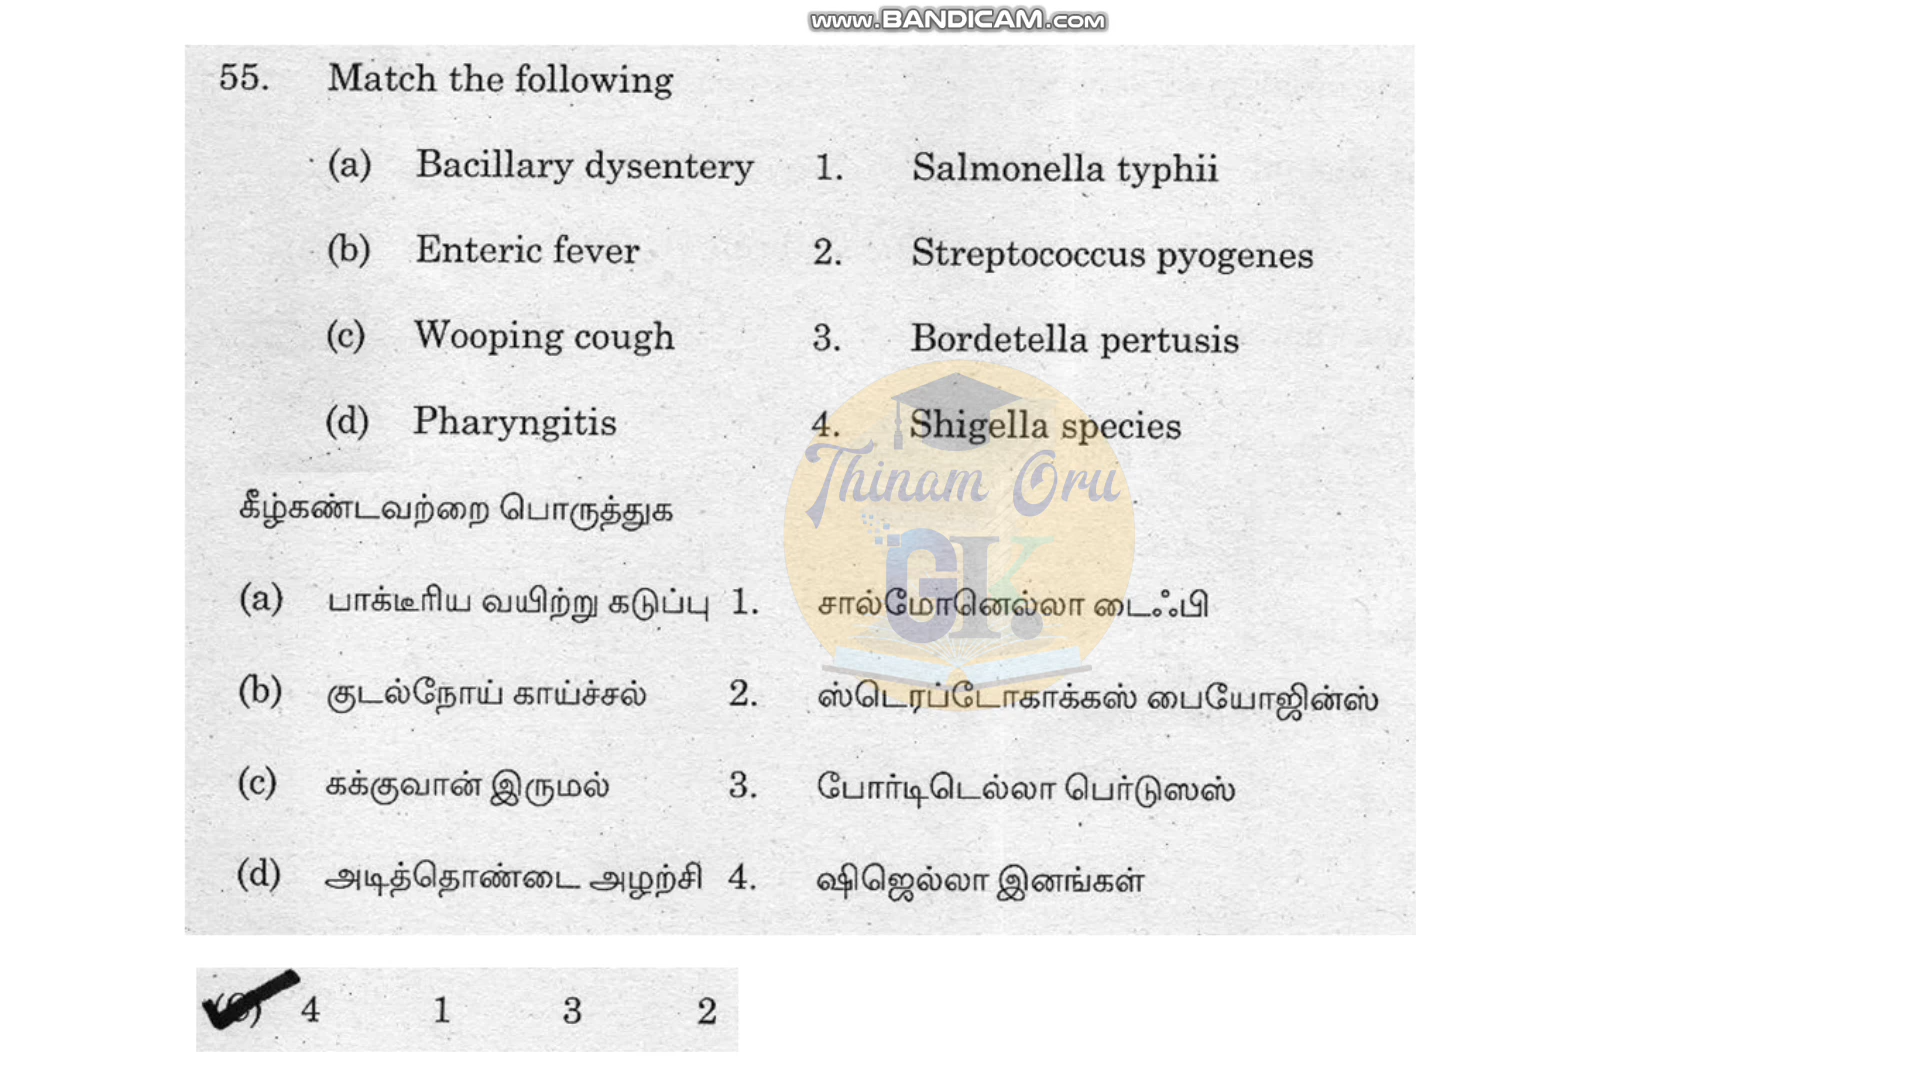 www.BANDICAM.com
55. Match the following
(a) Bacillary dysentery 1. Salmonella typhii
(b) Enteric fever 2. Streptococcus pyogenes
(c) Wooping cough 3. Bordetella pertusis
(d) Pharyngitis 4. Shigella species
Thinam Oru
GK
கீழ்கண்டவற்றை பொருத்துக
(a) பாக்டீரிய வயிற்று கடுப்பு 1. சால்மோனெல்லா டைஃபி
(b) குடல்நோய் காய்ச்சல் 2. ஸ்டெரப்டோகாக்கஸ் பையோஜின்ஸ்
(c) கக்குவான் இருமல் 3. போர்டிடெல்லா பெர்டுஸஸ்
(d) அடித்தொண்டை அழற்சி 4. ஷிஜெல்லா இனங்கள்
4 1 3 2